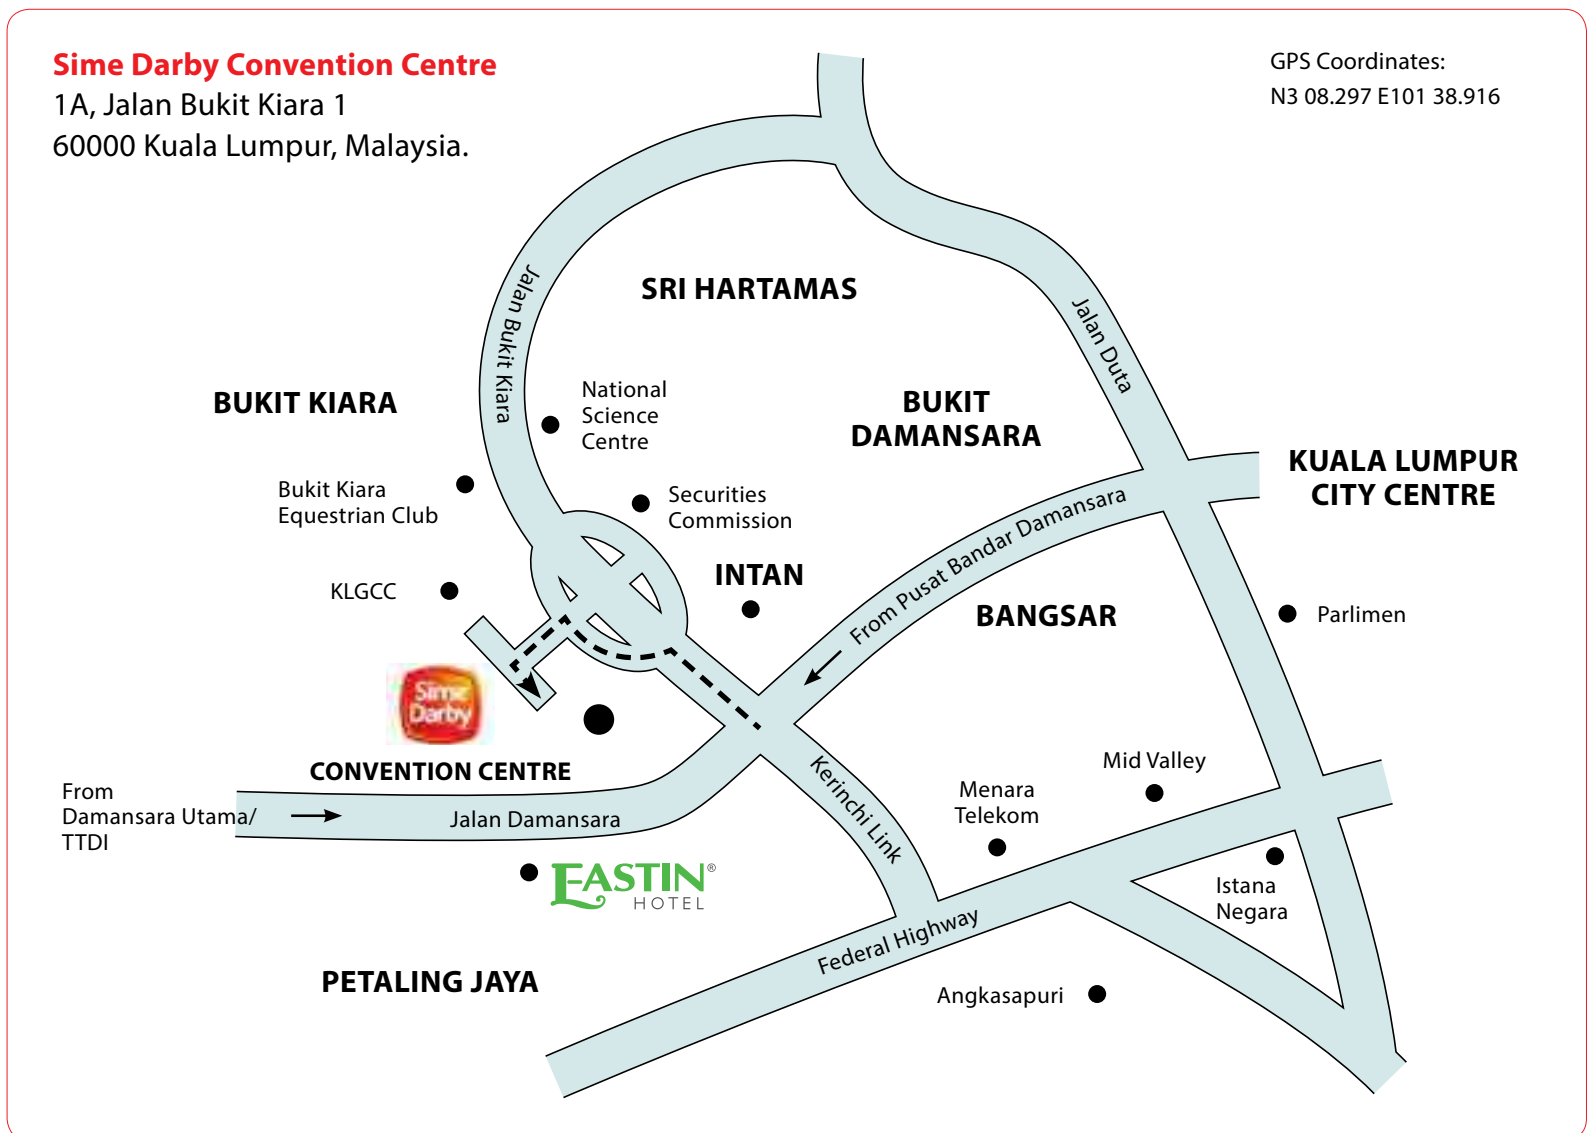 Sime Darby Convention Centre
1A, Jalan Bukit Kiara 1
60000 Kuala Lumpur, Malaysia.
GPS Coordinates:
N3 08.297 E101 38.916
Jalan Bukit Kiara
SRI HARTAMAS
Jalan Duta
BUKIT KIARA
National
Science
Centre
BUKIT
DAMANSARA
KUALA LUMPUR
CITY CENTRE
Bukit Kiara
Equestrian Club
Securities
Commission
From Pusat Bandar Damansara
INTAN
KLGCC
BANGSAR
Parlimen
Sime
Darby
CONVENTION CENTRE
From
Damansara Utama/
TTDI
Jalan Damansara
Kerinchi Link
Mid Valley
Menara
Telekom
EASTIN®
HOTEL
Istana
Negara
Federal Highway
PETALING JAYA
Angkasapuri